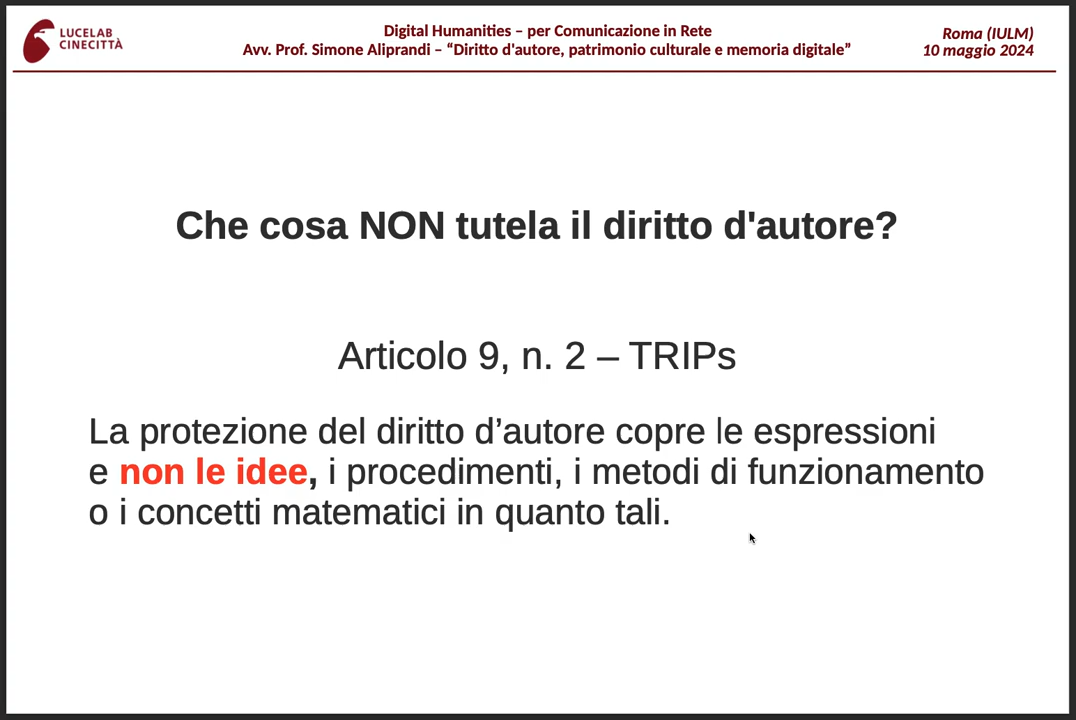 LUCELAB
CINECITTÀ
Digital Humanities – per Comunicazione in Rete
Avv. Prof. Simone Aliprandi – “Diritto d'autore, patrimonio culturale e memoria digitale”
Roma (IULM)
10 maggio 2024
Che cosa NON tutela il diritto d'autore?
Articolo 9, n. 2 – TRIPs
La protezione del diritto d’autore copre le espressioni
e non le idee, i procedimenti, i metodi di funzionamento
o i concetti matematici in quanto tali.